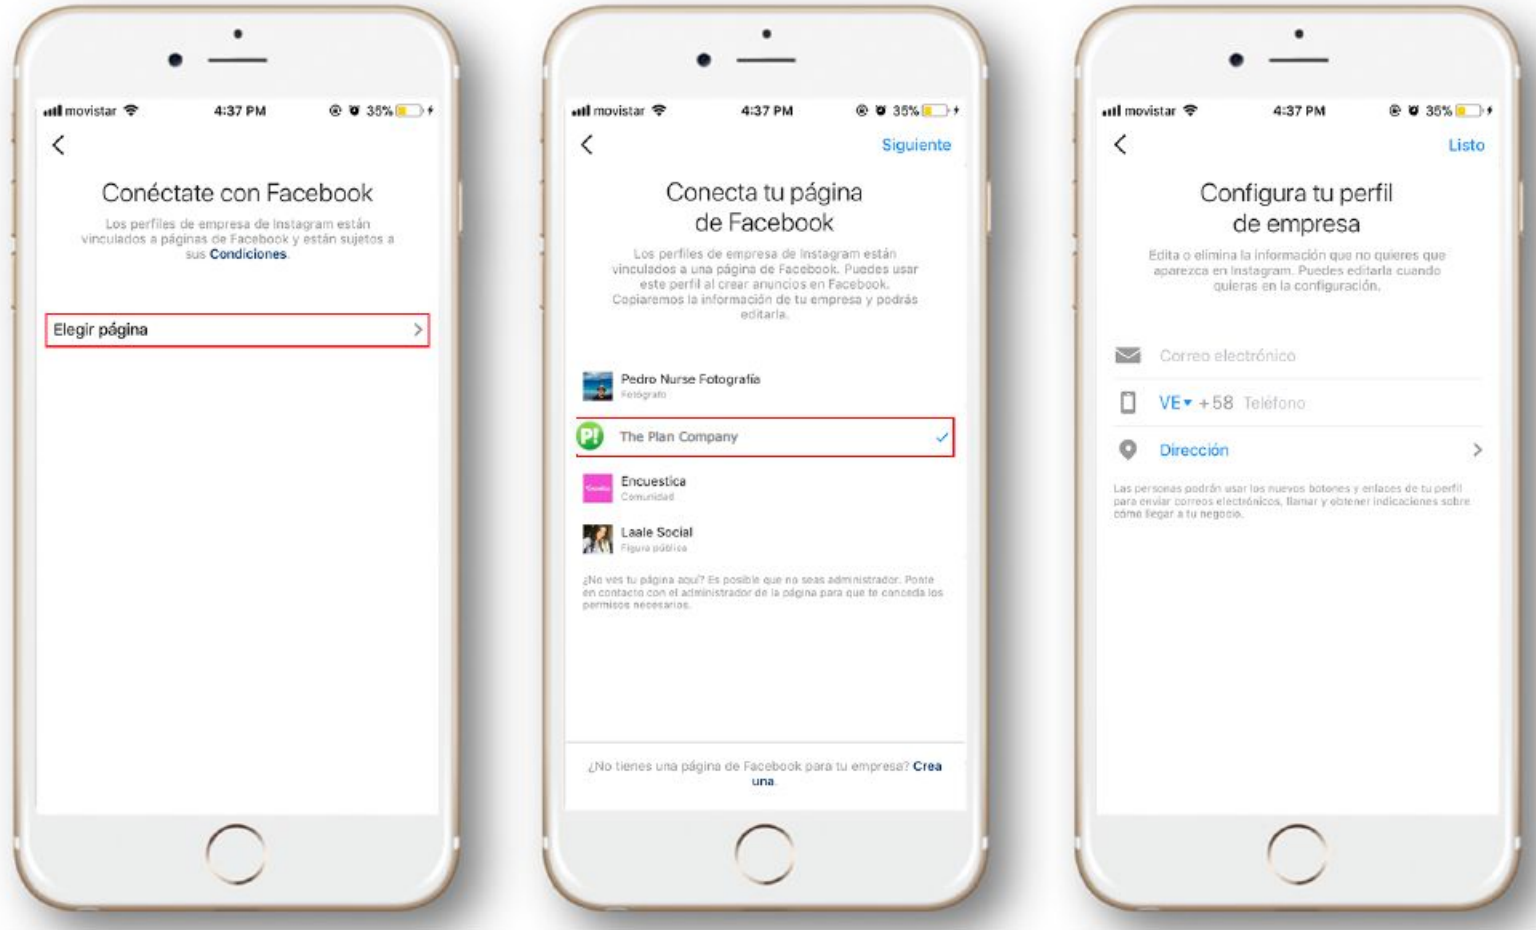 movistar 4:37 PM 35%
Conéctate con Facebook
Los perfiles de empresa de Instagram están
vinculados a páginas de Facebook y están sujetos a
sus Condiciones.
Elegir página
movistar 4:37 PM 35%
Siguiente
Conecta tu página
de Facebook
Los perfiles de empresa de Instagram están
vinculados a una página de Facebook. Puedes usar
este perfil al crear anuncios en Facebook.
Copiaremos la información de tu empresa y podrás
editarla.
Pedro Nurse Fotografía
Fotógrafo
P!
The Plan Company
Encuestica
Comunidad
Laale Social
Figura pública
¿No ves tu página aquí? Es posible que no seas administrador. Ponte
en contacto con el administrador de la página para que te conceda los
permisos necesarios.
¿No tienes una página de Facebook para tu empresa? Crea
una.
movistar 4:37 PM 35%
Listo
Configura tu perfil
de empresa
Edita o elimina la información que no quieres que
aparezca en Instagram. Puedes editarla cuando
quieras en la configuración.
Correo electrónico
VE +58 Teléfono
Dirección
Las personas podrán usar los nuevos botones y enlaces de tu perfil
para enviar correos electrónicos, llamar y obtener indicaciones sobre
cómo llegar a tu negocio.